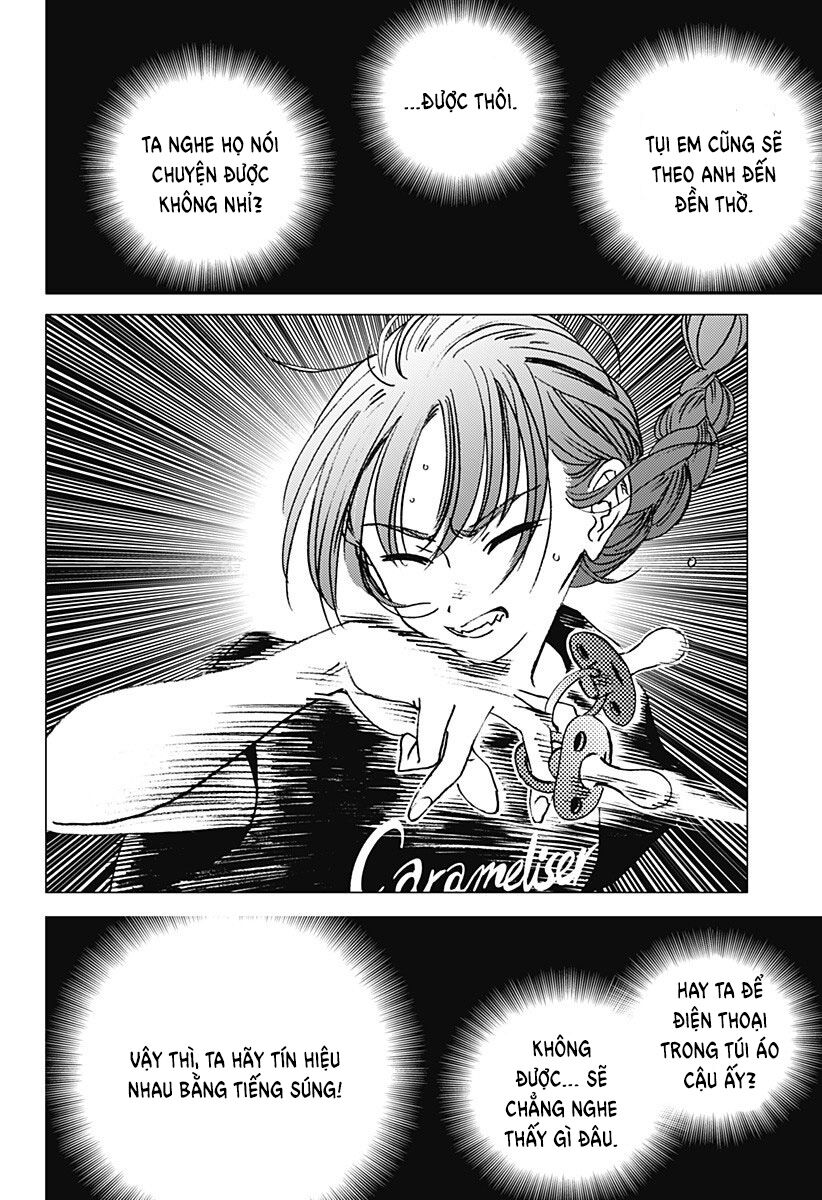 TỤI EM CŨNG SẼ
THEO ANH ĐẾN
ĐỀN THỜ.
...ĐƯỢC THÔI.
TA NGHE HỌ NÓI
CHUYỆN ĐƯỢC
KHÔNG NHỈ?
Carameliser
HAY TA ĐỂ
ĐIỆN THOẠI
TRONG TÚI ÁO
CẬU ẤY?
KHÔNG
ĐƯỢC... SẼ
CHẲNG NGHE
THẤY GÌ ĐÂU.
VẬY THÌ, TA HÃY TÍN HIỆU
NHAU BẰNG TIẾNG SÚNG!